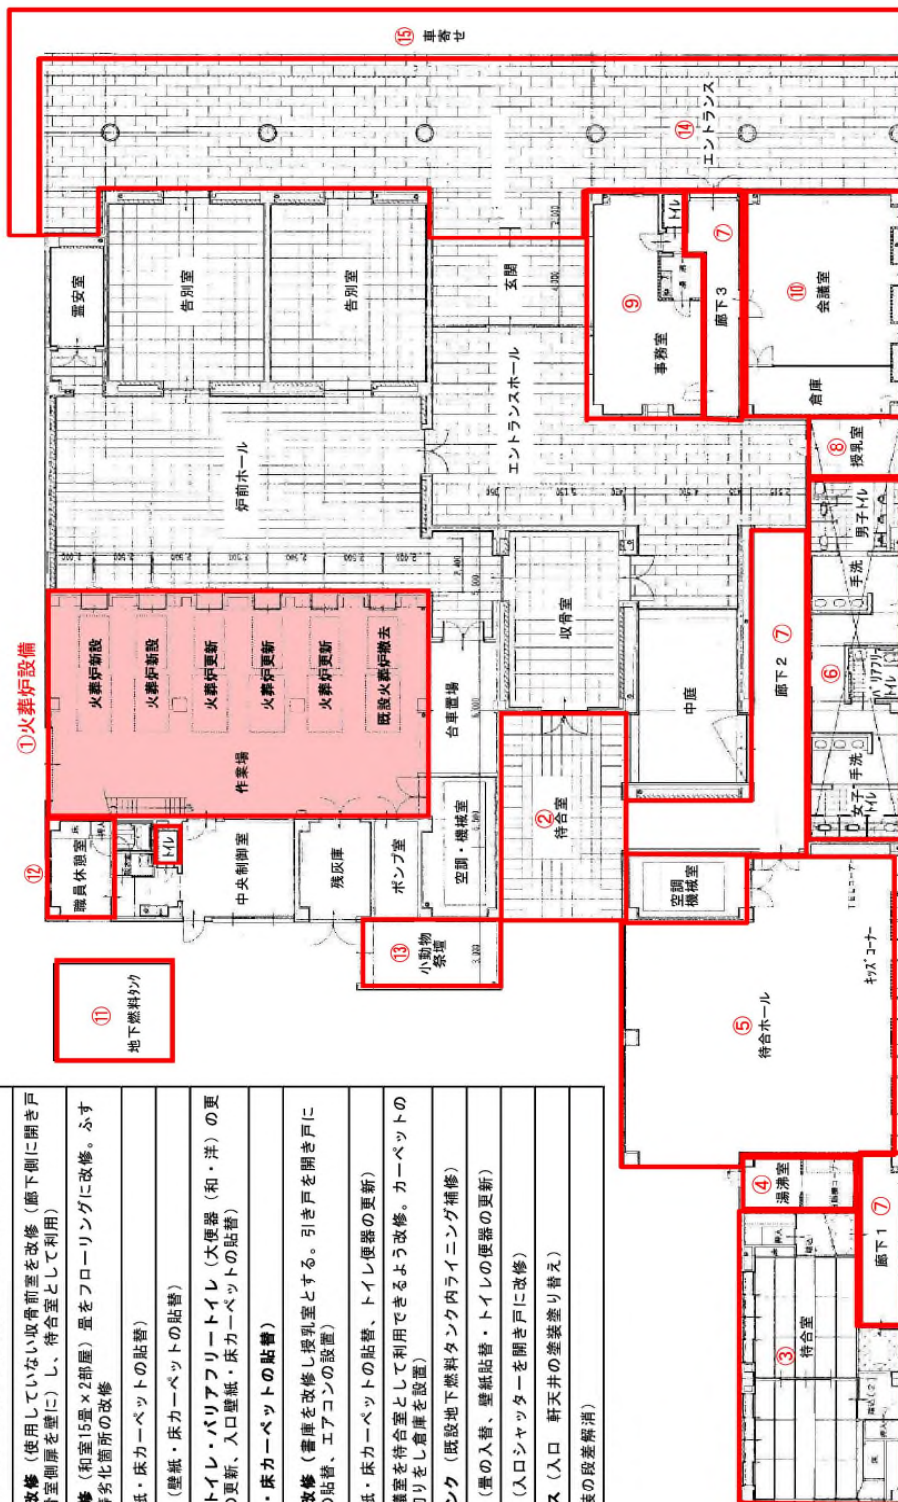 ①火葬炉設備
火葬炉新設
火葬炉新設
火葬炉更新
火葬炉更新
火葬炉更新
既設火葬炉撤去
作業場
炉前ホール
霊安室
告別室
告別室
⑮ 車寄せ
⑭
エントランス
玄関
エントランスホール
⑨
事務室
トイレ
廊下3
⑦
⑩
会議室
倉庫
⑧
授乳室
男子トイレ
手洗
⑥
バリアフリー
トイレ
手洗
女子
トイレ
廊下2
⑦
収骨室
中庭
台車置場
②
待合室
空調・機械室
ポンプ室
残灰庫
中央制御室
トイレ
⑫
職員休憩室
⑬
小動物
祭壇
⑪
地下燃料タンク
空調
機械室
⑤
待合ホール
キッズコーナー
④
湯沸室
⑦
廊下1
③
待合室
押入
床
改修（使用していない収骨前室を改修（廊下側に開き戸
室側扉を壁に）し、待合室として利用）
修（和室15畳×2部屋）畳をフローリングに改修。ふす
劣化箇所の改修
紙・床カーペットの貼替）
（壁紙・床カーペットの貼替）
トイレ・バリアフリートイレ（大便器（和・洋）の更
の更新、入口壁紙・床カーペットの貼替）
・床カーペットの貼替）
改修（書庫を改修し授乳室とする。引き戸を開き戸に
の貼替、エアコンの設置）
紙・床カーペットの貼替、トイレ便器の更新）
議室を待合室として利用できるよう改修。カーペットの
切りをし倉庫を設置）
ンク（既設地下燃料タンク内ライニング補修）
（畳の入替、壁紙貼替・トイレの便器の更新）
（入口シャッターを開き戸に改修）
ス（入口　軒天井の塗装塗り替え）
装の段差解消）